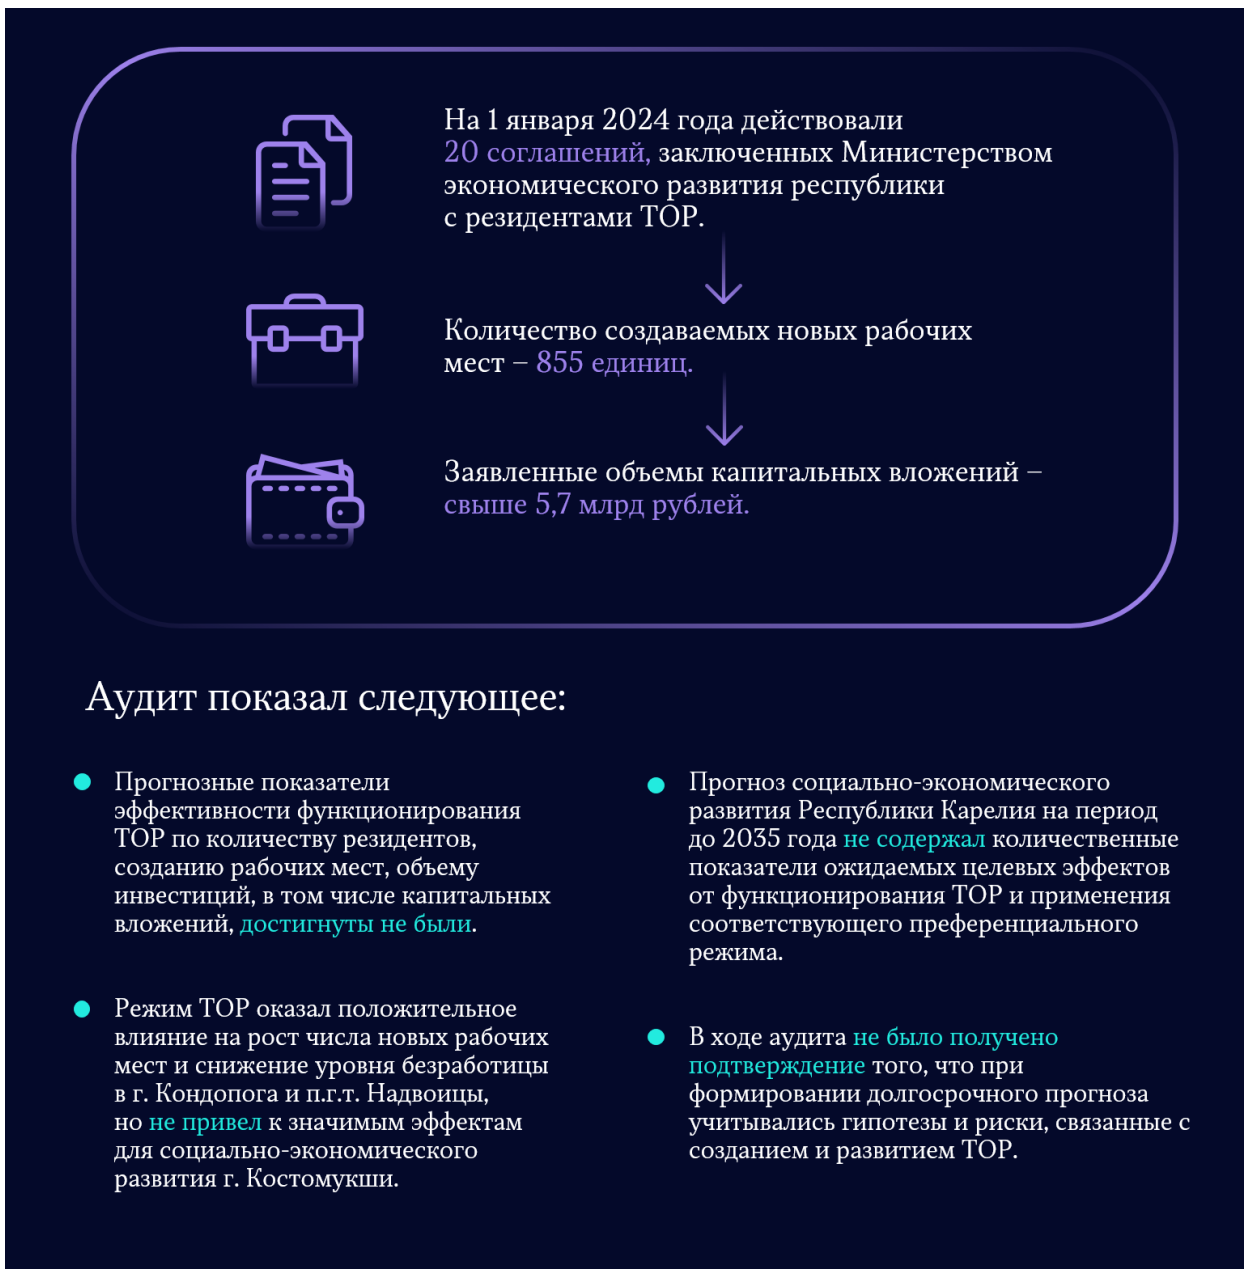 На 1 января 2024 года действовали
20 соглашений, заключенных Министерством
экономического развития республики
с резидентами ТОР.
Количество создаваемых новых рабочих
мест – 855 единиц.
Заявленные объемы капитальных вложений –
свыше 5,7 млрд рублей.
Аудит показал следующее:
Прогнозные показатели
эффективности функционирования
ТОР по количеству резидентов,
созданию рабочих мест, объему
инвестиций, в том числе капитальных
вложений, достигнуты не были.
Режим ТОР оказал положительное
влияние на рост числа новых рабочих
мест и снижение уровня безработицы
в г. Кондопога и п.г.т. Надвоицы,
но не привел к значимым эффектам
для социально-экономического
развития г. Костомукши.
Прогноз социально-экономического
развития Республики Карелия на период
до 2035 года не содержал количественные
показатели ожидаемых целевых эффектов
от функционирования ТОР и применения
соответствующего преференциального
режима.
В ходе аудита не было получено
подтверждение того, что при
формировании долгосрочного прогноза
учитывались гипотезы и риски, связанные с
созданием и развитием ТОР.